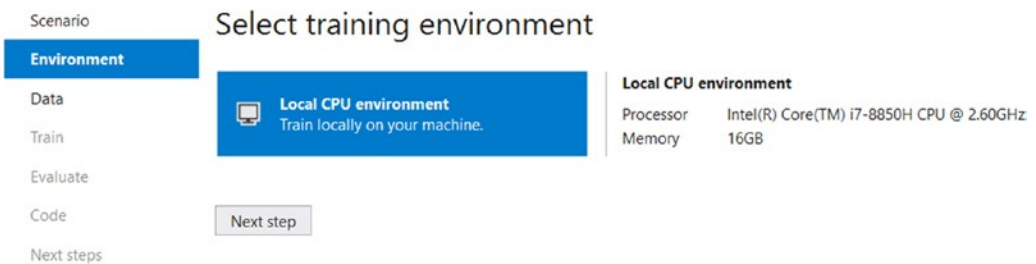 Scenario
Environment
Data
Train
Evaluate
Code
Next steps
Select training environment
Local CPU environment
Train locally on your machine.
Next step
Local CPU environment
Processor Intel(R) Core(TM) i7-8850H CPU @ 2.60GHz
Memory 16GB